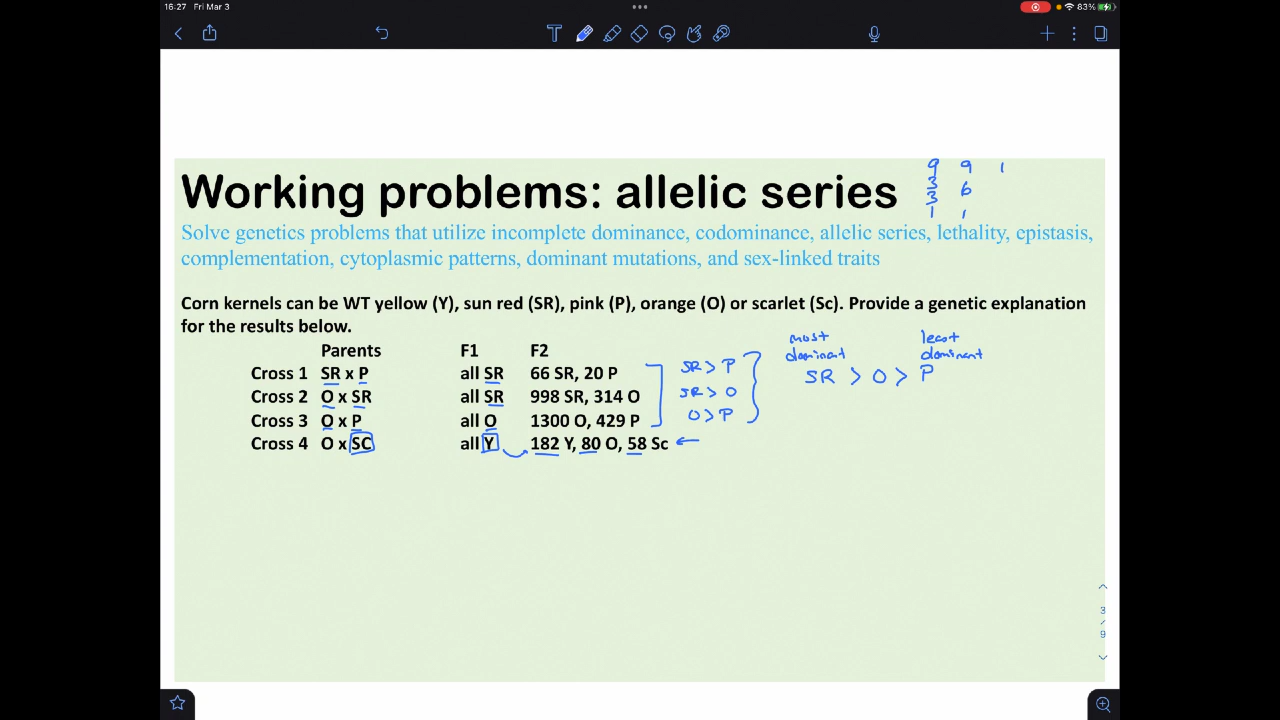 16:27 Fri Mar 3
83%
Working problems: allelic series
9 9 1
3 6
3
1 1
Solve genetics problems that utilize incomplete dominance, codominance, allelic series, lethality, epistasis,
complementation, cytoplasmic patterns, dominant mutations, and sex-linked traits
Corn kernels can be WT yellow (Y), sun red (SR), pink (P), orange (O) or scarlet (Sc). Provide a genetic explanation
for the results below.
most dominant
least dominant
Parents F1 F2
Cross 1 SR x P all SR 66 SR, 20 P
SR > P
SR > O > P
Cross 2 O x SR all SR 998 SR, 314 O
SR > O
Cross 3 O x P all O 1300 O, 429 P
O > P
Cross 4 O x SC all Y 182 Y, 80 O, 58 Sc ←
3
/
9